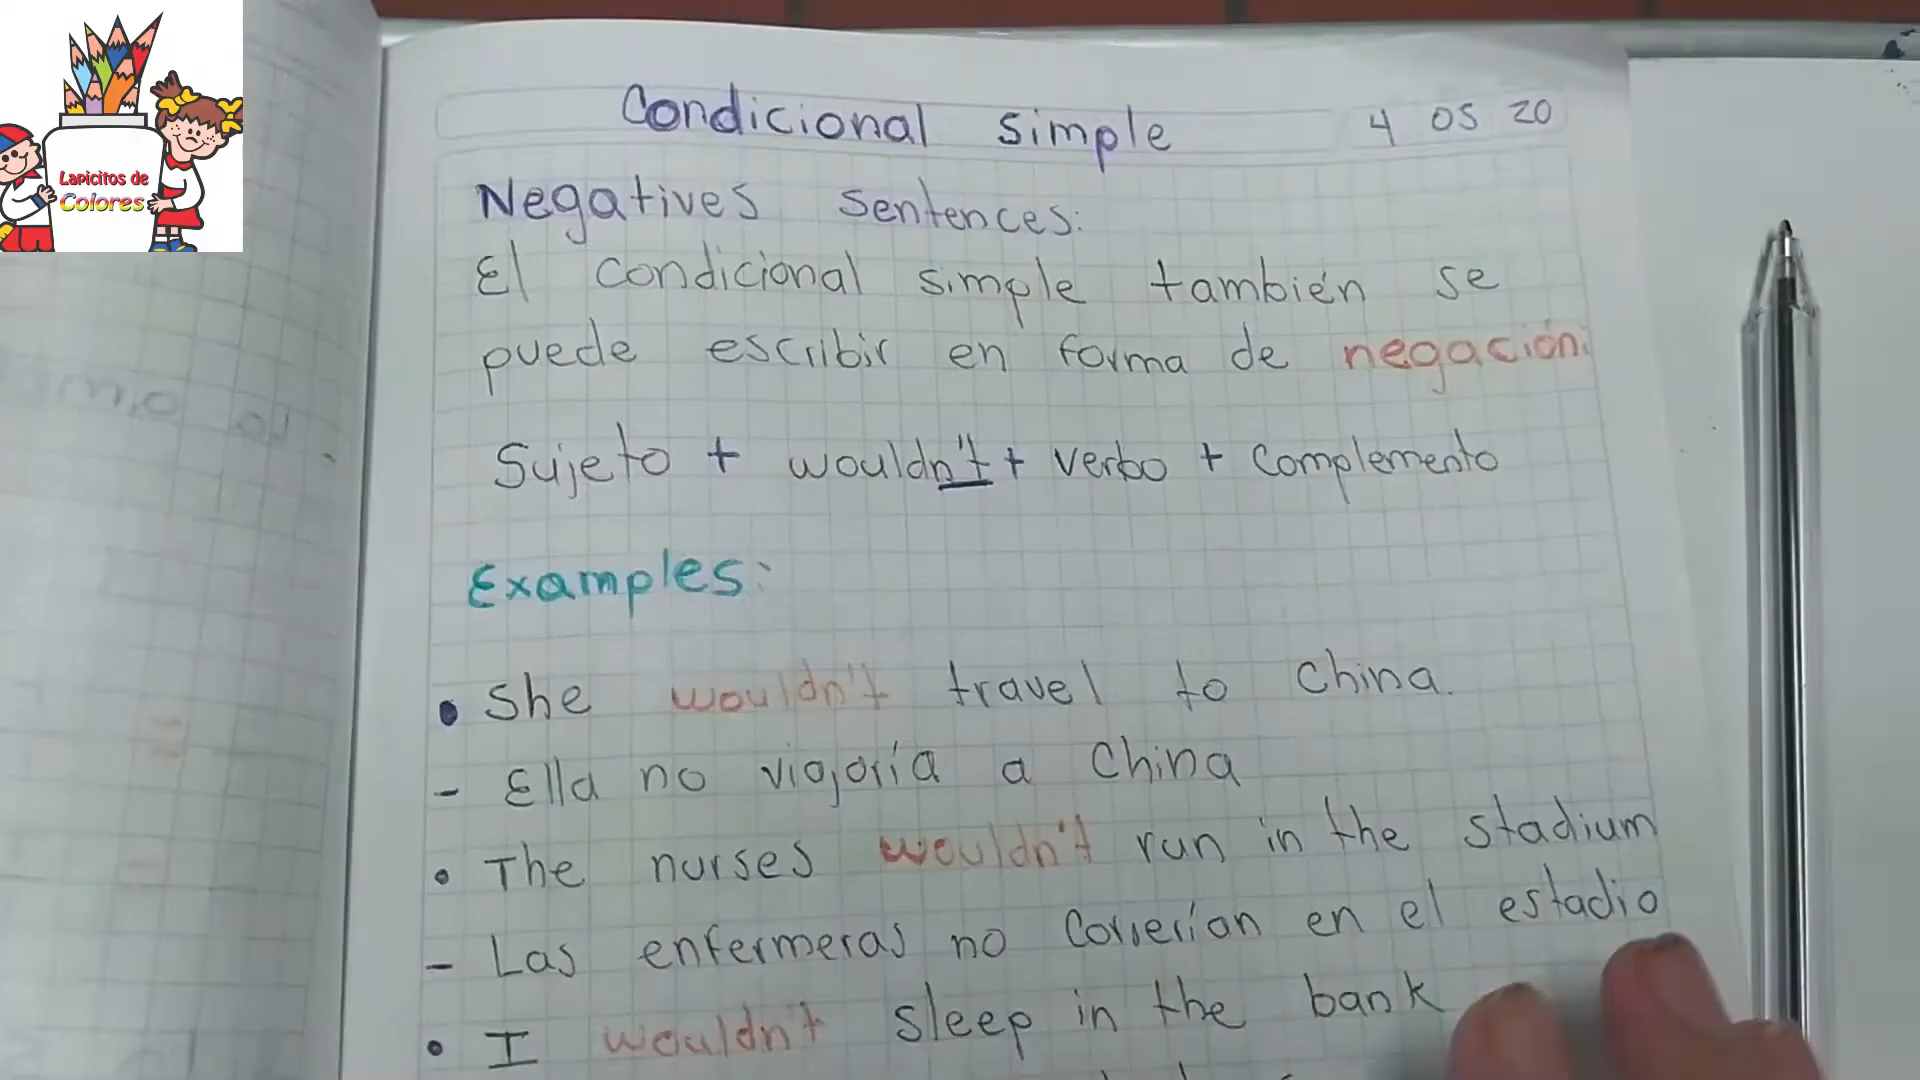 Lapicitos de
Colores
Condicional simple 4 05 20
Negatives sentences:
El condicional simple también se
puede escribir en forma de negación:
Sujeto + wouldn't + verbo + complemento
Examples:
• She wouldn't travel to China.
- Ella no viajaría a China
• The nurses wouldn't run in the stadium
- Las enfermeras no correrían en el estadio
• I wouldn't sleep in the bank